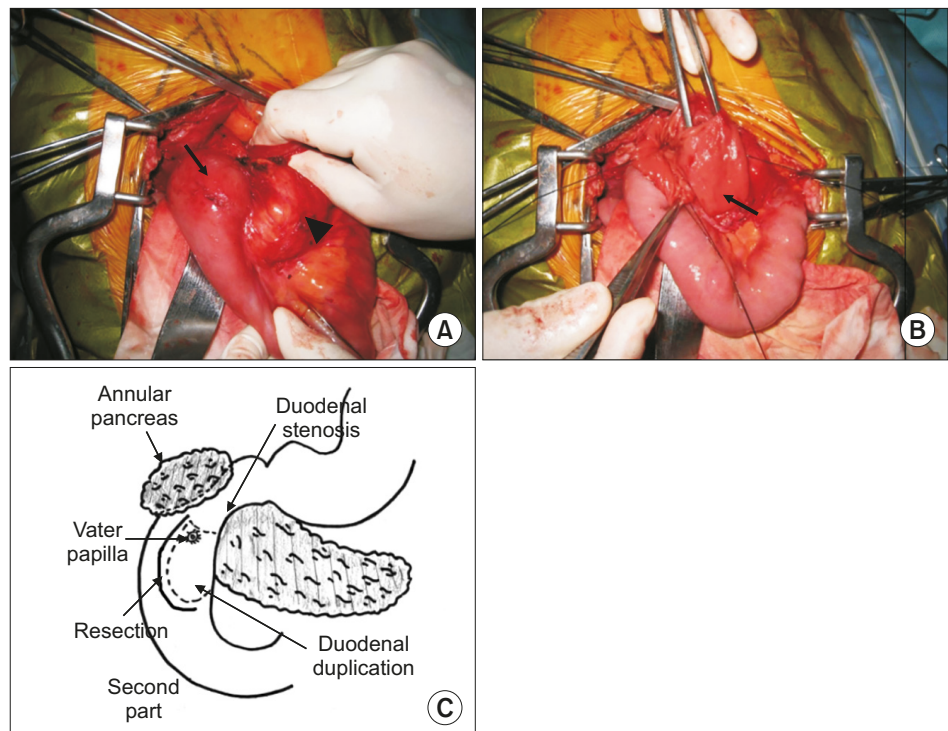 A
B
Annular
pancreas
Duodenal
stenosis
Vater
papilla
Resection
Duodenal
duplication
Second
part
C